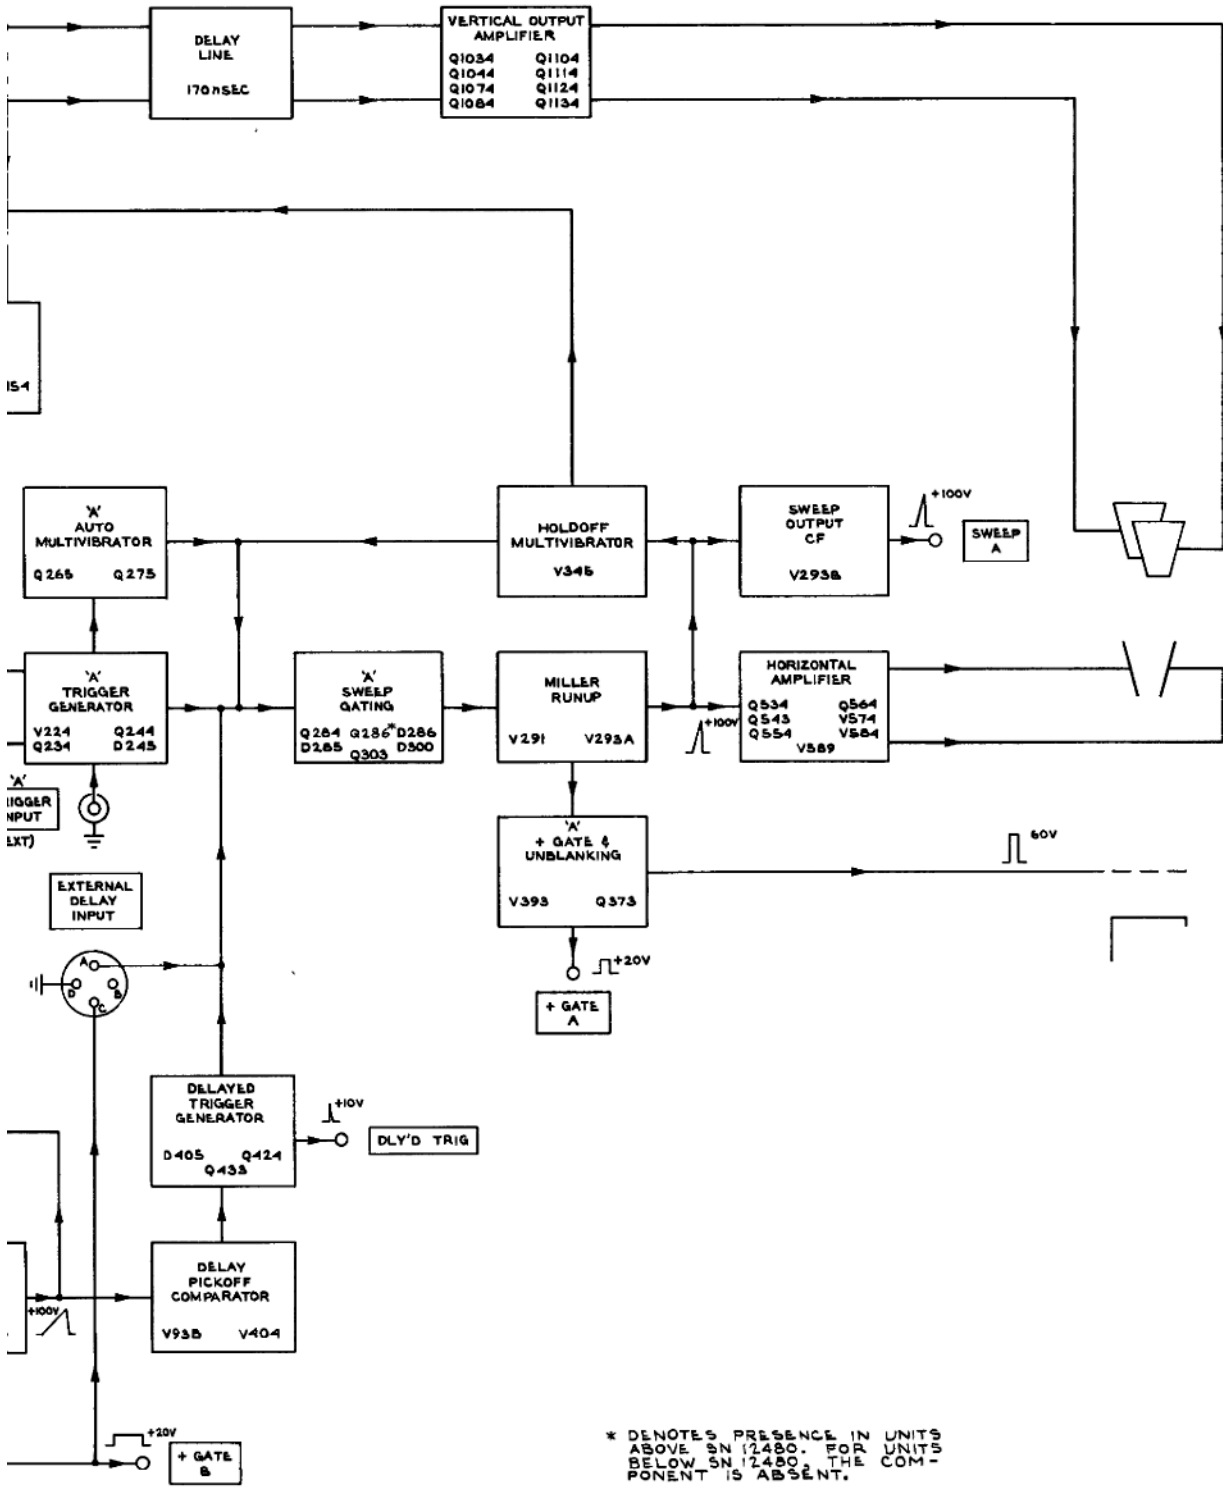 DELAY
LINE
170nSEC
VERTICAL OUTPUT
AMPLIFIER
Q1034 Q1104
Q1044 Q1114
Q1074 Q1124
Q1084 Q1134
154
'A'
AUTO
MULTIVIBRATOR
Q265 Q275
HOLDOFF
MULTIVIBRATOR
V345
SWEEP
OUTPUT
CF
V293B
+100V
SWEEP
A
'A'
TRIGGER
GENERATOR
V224 Q244
Q234 D245
'A'
SWEEP
GATING
Q284 Q286* D286
D285 D300
Q303
MILLER
RUNUP
V291 V293A
+100V
HORIZONTAL
AMPLIFIER
Q534 Q564
Q543 V574
Q554 V584
V589
'A'
RIGGER
NPUT
EXT)
'A'
+ GATE &
UNBLANKING
V393 Q373
60V
+20V
+ GATE
A
EXTERNAL
DELAY
INPUT
A
D B
C
DELAYED
TRIGGER
GENERATOR
D405 Q424
Q433
+10V
DLY'D TRIG
DELAY
PICKOFF
COMPARATOR
V93B V404
+100V
+20V
+ GATE
B
* DENOTES PRESENCE IN UNITS
ABOVE SN 12480. FOR UNITS
BELOW SN 12480, THE COM-
PONENT IS ABSENT.